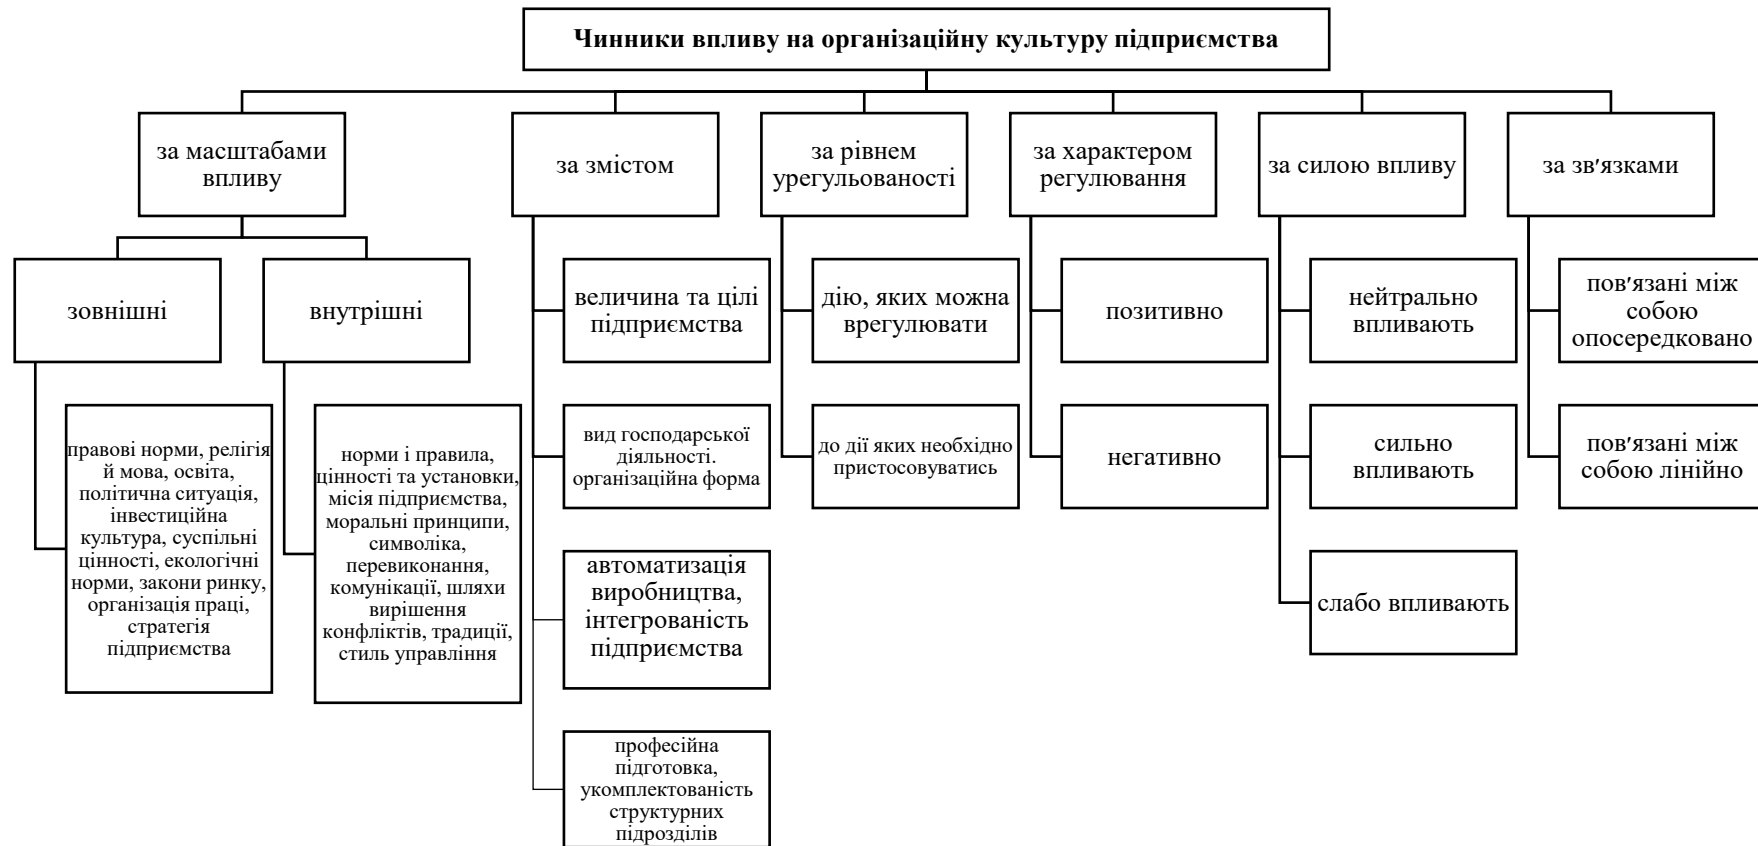 Чинники впливу на організаційну культуру підприємства
за масштабами
впливу
зовнішні
правові норми, релігія
й мова, освіта,
політична ситуація,
інвестиційна
культура, суспільні
цінності, екологічні
норми, закони ринку,
організація праці,
стратегія
підприємства
внутрішні
норми і правила,
цінності та установки,
місія підприємства,
моральні принципи,
символіка,
перевиконання,
комунікації, шляхи
вирішення
конфліктів, традиції,
стиль управління
за змістом
величина та цілі
підприємства
вид господарської
діяльності.
організаційна форма
автоматизація
виробництва,
інтегрованість
підприємства
професійна
підготовка,
укомплектованість
структурних
підрозділів
за рівнем
урегульованості
дію, яких можна
врегулювати
до дії яких необхідно
пристосовуватись
за характером
регулювання
позитивно
негативно
за силою впливу
нейтрально
впливають
сильно
впливають
слабо впливають
за зв'язками
пов'язані між
собою
опосередковано
пов'язані між
собою лінійно